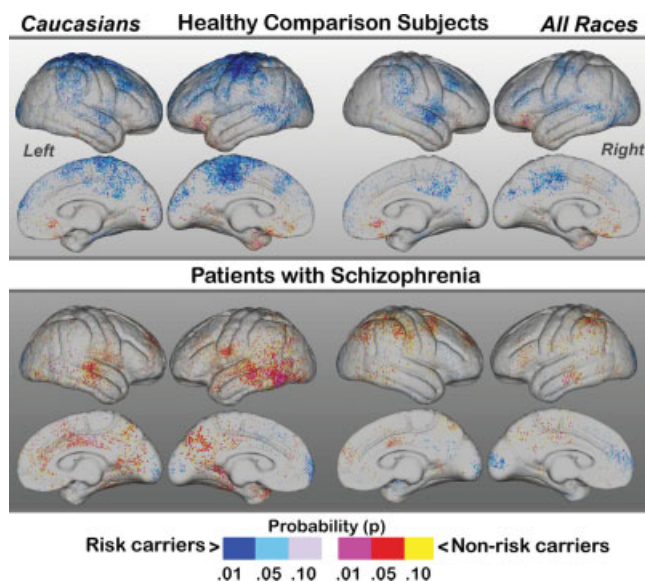 Caucasians Healthy Comparison Subjects All Races
Left
Right
Patients with Schizophrenia
Probability (p)
Risk carriers > < Non-risk carriers
.01 .05 .10 .01 .05 .10